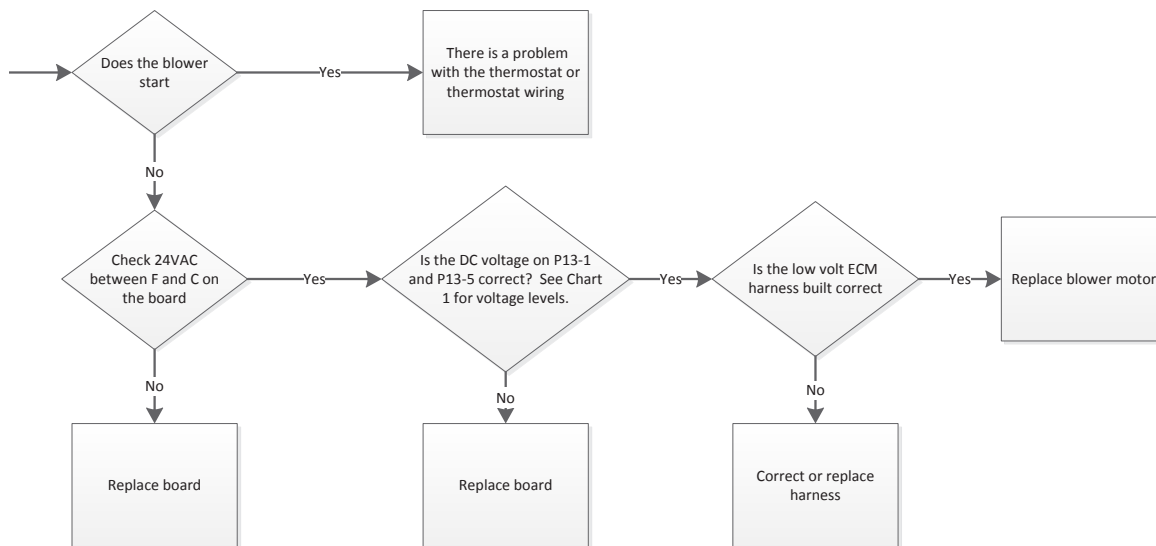 Does the blower
start
Yes
There is a problem
with the thermostat or
thermostat wiring
No
Check 24VAC
between F and C on
the board
Yes
Is the DC voltage on P13-1
and P13-5 correct?  See Chart
1 for voltage levels.
Yes
Is the low volt ECM
harness built correct
Yes
Replace blower motor
No
No
No
Replace board
Replace board
Correct or replace
harness